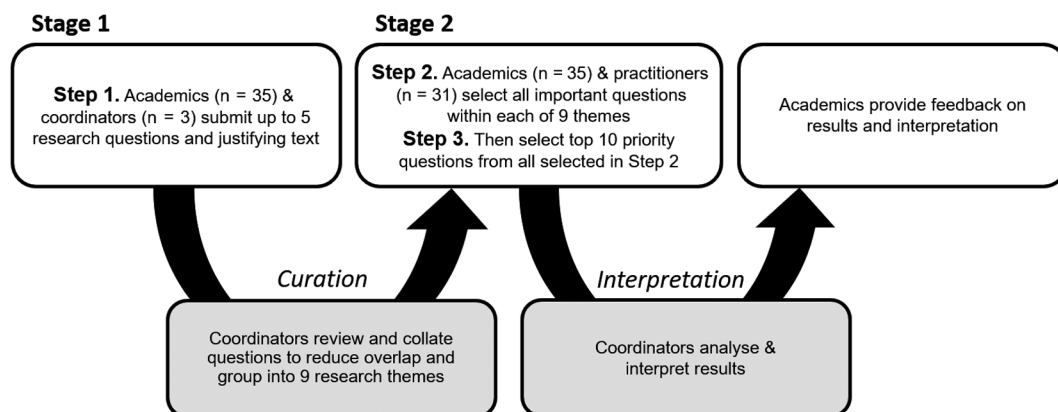 Stage 1
Step 1. Academics (n = 35) &
coordinators (n = 3) submit up to 5
research questions and justifying text
Stage 2
Step 2. Academics (n = 35) & practitioners
(n = 31) select all important questions
within each of 9 themes
Step 3. Then select top 10 priority
questions from all selected in Step 2
Academics provide feedback on
results and interpretation
Curation
Coordinators review and collate
questions to reduce overlap and
group into 9 research themes
Interpretation
Coordinators analyse &
interpret results